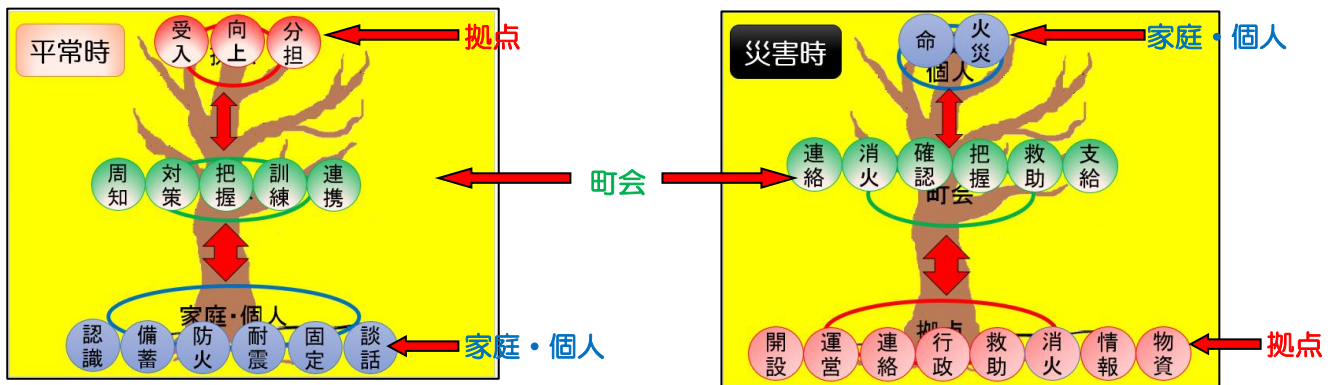 平常時
受入
向上
分担
拠点
周知
対策
把握
訓練
連携
家庭・個人
認識
備蓄
防火
耐震
固定
談話
家庭・個人
町会
災害時
命
火災
個人
家庭・個人
連絡
消火
確認
把握
救助
支給
町会
拠点
開設
運営
連絡
行政
救助
消火
情報
物資
拠点